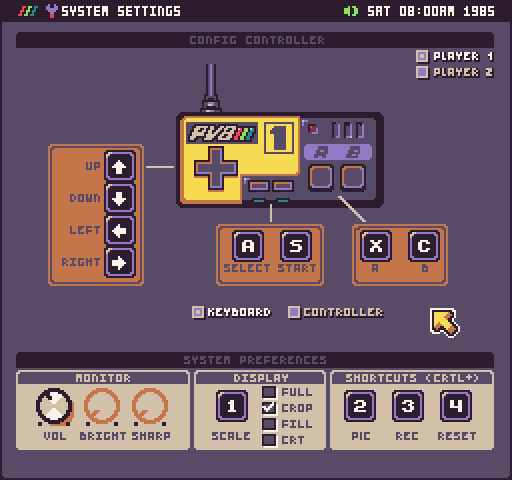 SYSTEM SETTINGS SAT 08:00AM 1985
CONFIG CONTROLLER
PLAYER 1
PLAYER 2
PV8 1
A B
UP
DOWN
LEFT
RIGHT
A S
SELECT START
X C
A B
KEYBOARD CONTROLLER
SYSTEM PREFERENCES
MONITOR
VOL BRIGHT SHARP
DISPLAY
1
SCALE
FULL
CROP
FILL
CRT
SHORTCUTS (CRTL+)
2 3 4
PIC REC RESET